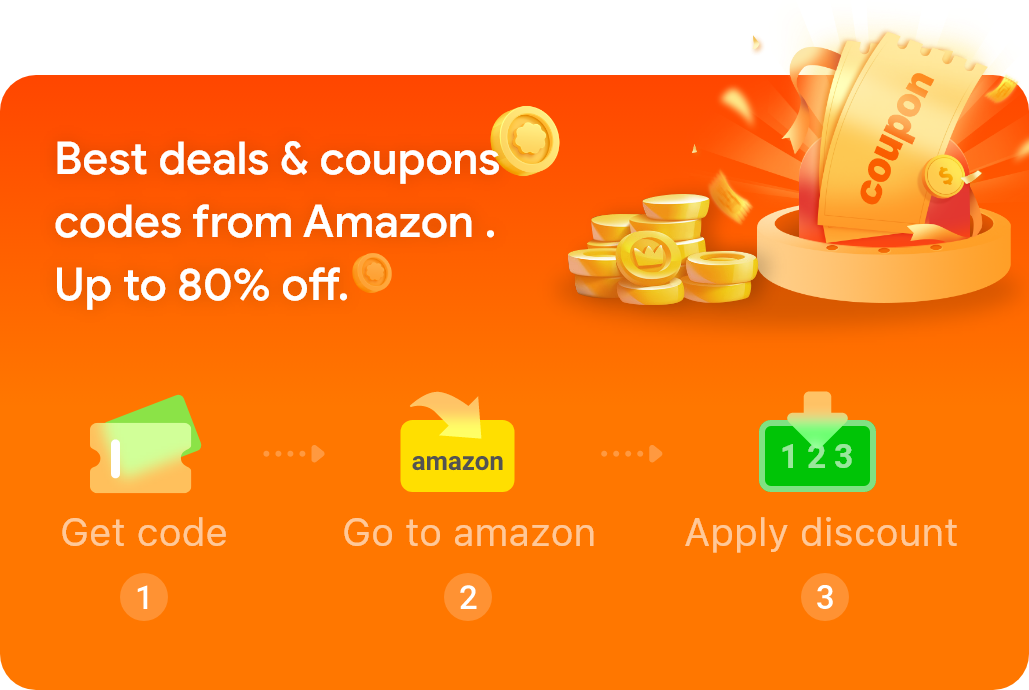 Best deals & coupons
codes from Amazon .
Up to 80% off.
coupon
$
amazon
1 2 3
Get code
Go to amazon
Apply discount
1
2
3